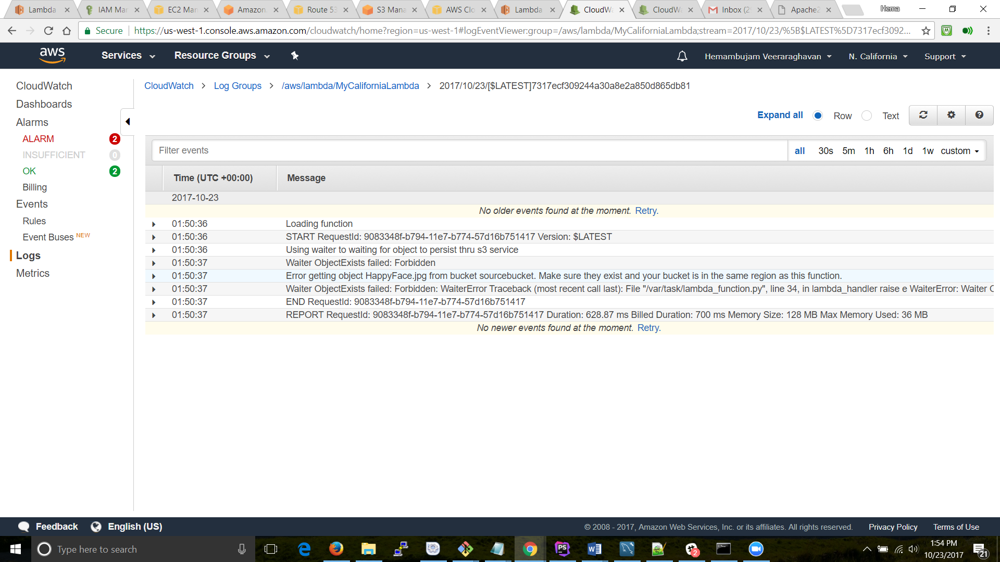 Lambda
IAM Mar
EC2 Man
Amazon
Route 53
S3 Mana
AWS Clo
Lambda
CloudWa
CloudWa
Inbox (2
Apache2
Hema
Secure
https://us-west-1.console.aws.amazon.com/cloudwatch/home?region=us-west-1#logEventViewer:group=/aws/lambda/MyCaliforniaLambda;stream=2017/10/23/%5B$LATEST%5D7317ecf3092...
aws
Services
Resource Groups
Hemambujam Veeraraghavan
N. California
Support
CloudWatch
Dashboards
Alarms
ALARM 2
INSUFFICIENT 0
OK 2
Billing
Events
Rules
Event Buses NEW
Logs
Metrics
CloudWatch > Log Groups > /aws/lambda/MyCaliforniaLambda > 2017/10/23/[$LATEST]7317ecf309244a30a8e2a850d865db81
Expand all Row Text
Filter events
all 30s 5m 1h 6h 1d 1w custom
Time (UTC +00:00) Message
2017-10-23
No older events found at the moment. Retry.
01:50:36 Loading function
01:50:36 START RequestId: 9083348f-b794-11e7-b774-57d16b751417 Version: $LATEST
01:50:36 Using waiter to waiting for object to persist thru s3 service
01:50:37 Waiter ObjectExists failed: Forbidden
01:50:37 Error getting object HappyFace.jpg from bucket sourcebucket. Make sure they exist and your bucket is in the same region as this function.
01:50:37 Waiter ObjectExists failed: Forbidden: WaiterError Traceback (most recent call last): File "/var/task/lambda_function.py", line 34, in lambda_handler raise e WaiterError: Waiter O
01:50:37 END RequestId: 9083348f-b794-11e7-b774-57d16b751417
01:50:37 REPORT RequestId: 9083348f-b794-11e7-b774-57d16b751417 Duration: 628.87 ms Billed Duration: 700 ms Memory Size: 128 MB Max Memory Used: 36 MB
No newer events found at the moment. Retry.
Feedback
English (US)
© 2008 - 2017, Amazon Web Services, Inc. or its affiliates. All rights reserved.
Privacy Policy
Terms of Use
Type here to search
PS
W
2
1:54 PM
10/23/2017
21